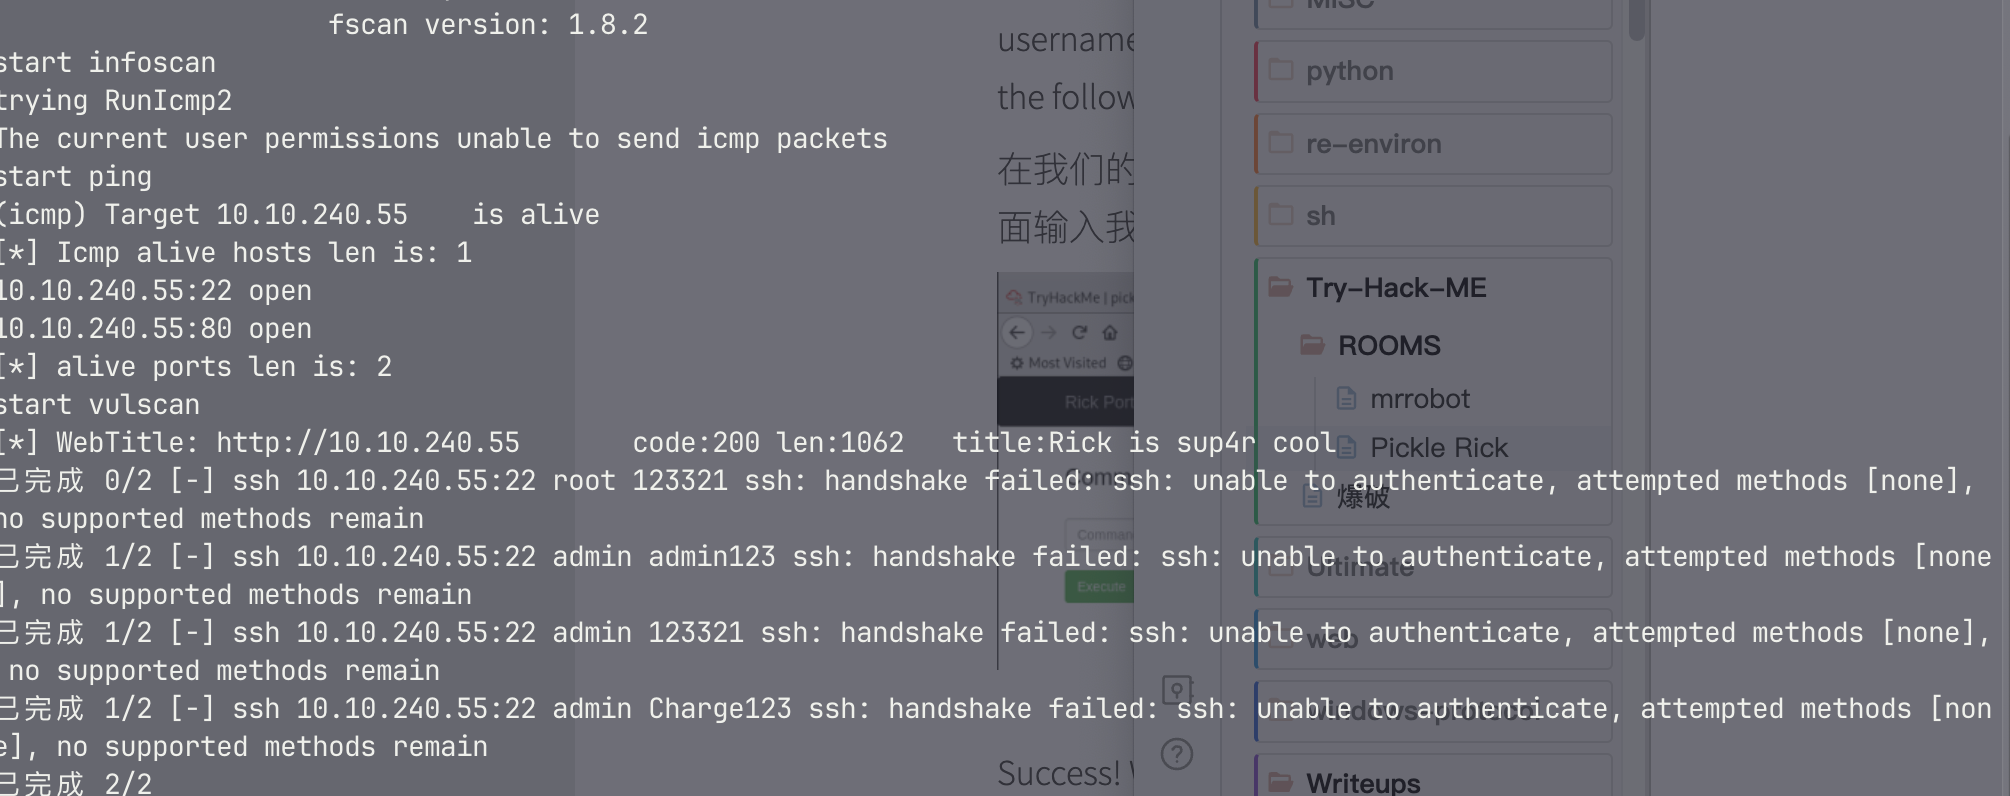 fscan version: 1.8.2
start infoscan
trying RunIcmp2
The current user permissions unable to send icmp packets
start ping
(icmp) Target 10.10.240.55    is alive
[*] Icmp alive hosts len is: 1
10.10.240.55:22 open
10.10.240.55:80 open
[*] alive ports len is: 2
start vulscan
[*] WebTitle: http://10.10.240.55       code:200 len:1062   title:Rick is sup4r cool
已完成 0/2 [-] ssh 10.10.240.55:22 root 123321 ssh: handshake failed: ssh: unable to authenticate, attempted methods [none],
no supported methods remain
已完成 1/2 [-] ssh 10.10.240.55:22 admin admin123 ssh: handshake failed: ssh: unable to authenticate, attempted methods [none
], no supported methods remain
已完成 1/2 [-] ssh 10.10.240.55:22 admin 123321 ssh: handshake failed: ssh: unable to authenticate, attempted methods [none],
no supported methods remain
已完成 1/2 [-] ssh 10.10.240.55:22 admin Charge123 ssh: handshake failed: ssh: unable to authenticate, attempted methods [non
e], no supported methods remain
已完成 2/2
username
the follow
在我们的
面输入我
TryHackMe | pick
Most Visited
Rick Port
Comm
Comman
Execute
Success!
MISC
python
re-environ
sh
Try-Hack-ME
ROOMS
mrrobot
Pickle Rick
爆破
Ultimate
web
windows-protocol
Writeups